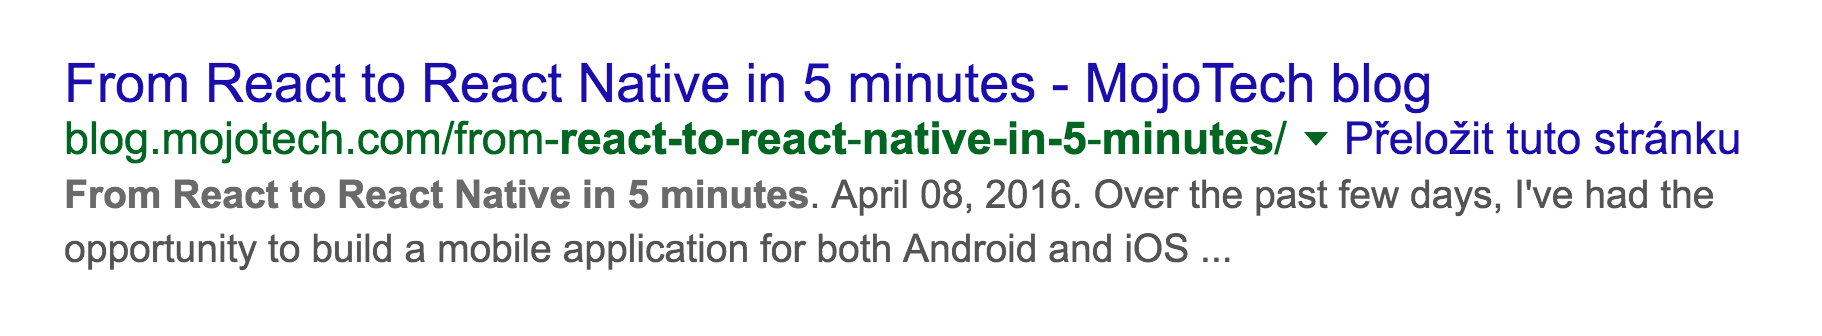 From React to React Native in 5 minutes - MojoTech blog
blog.mojotech.com/from-react-to-react-native-in-5-minutes/ ▼ Přeložit tuto stránku
From React to React Native in 5 minutes. April 08, 2016. Over the past few days, I've had the
opportunity to build a mobile application for both Android and iOS ...